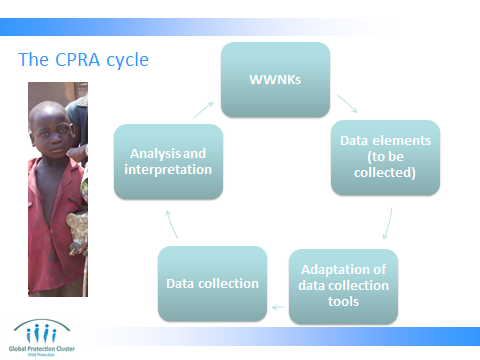 The CPRA cycle
WWNKs
Data elements
(to be
collected)
Adaptation of
data collection
tools
Data collection
Analysis and
interpretation
Global Protection Cluster
Child Protection